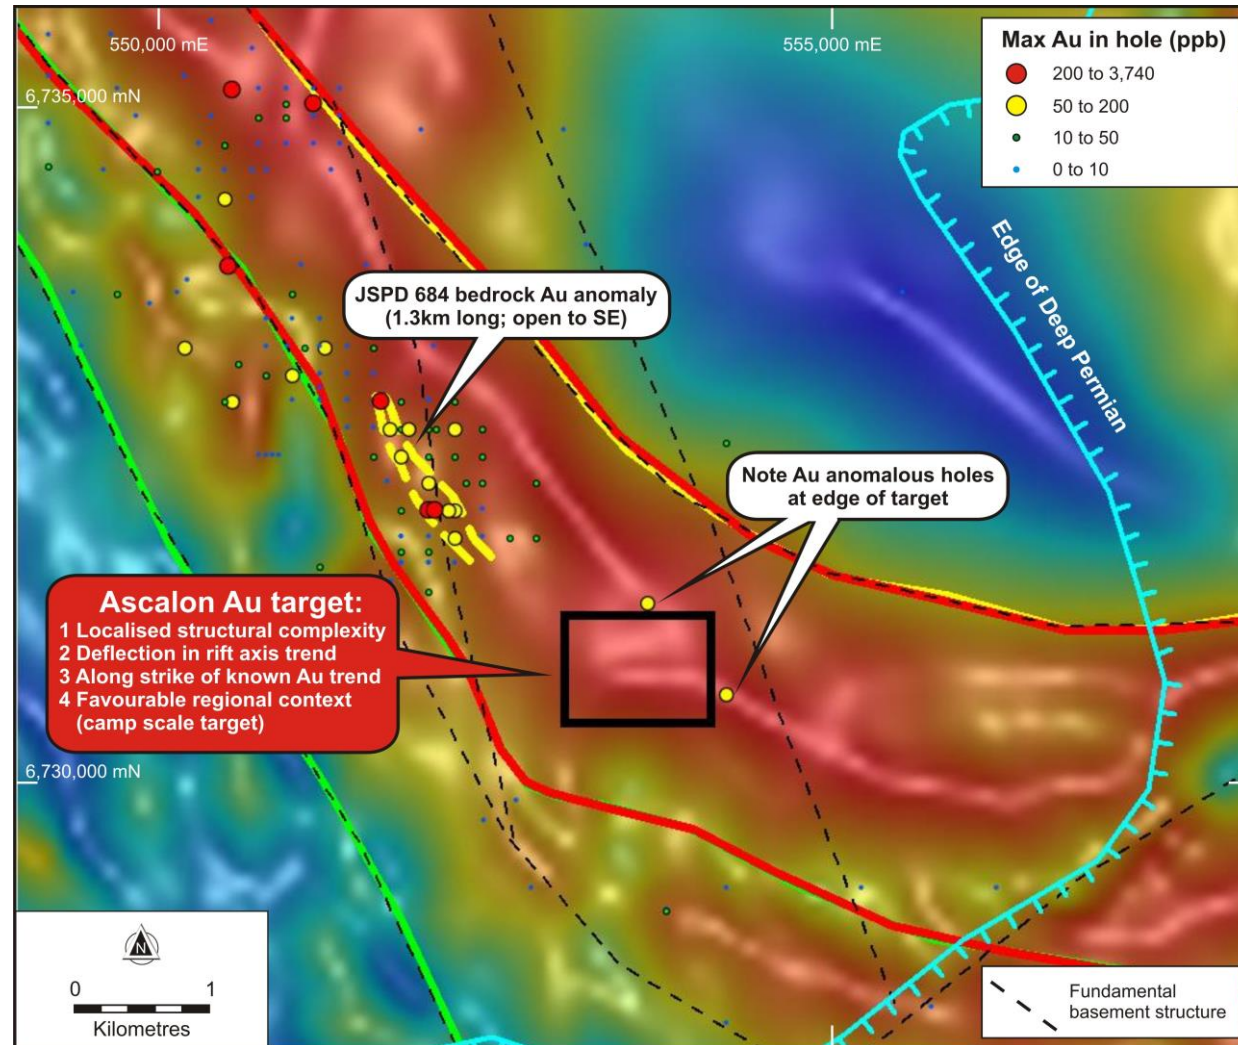 550,000 mE
555,000 mE
6,735,000 mN
Max Au in hole (ppb)
200 to 3,740
50 to 200
10 to 50
0 to 10
Edge of Deep Permian
JSPD 684 bedrock Au anomaly
(1.3km long; open to SE)
Note Au anomalous holes
at edge of target
Ascalon Au target:
1 Localised structural complexity
2 Deflection in rift axis trend
3 Along strike of known Au trend
4 Favourable regional context
(camp scale target)
6,730,000 mN
N
0 1
Kilometres
Fundamental
basement structure